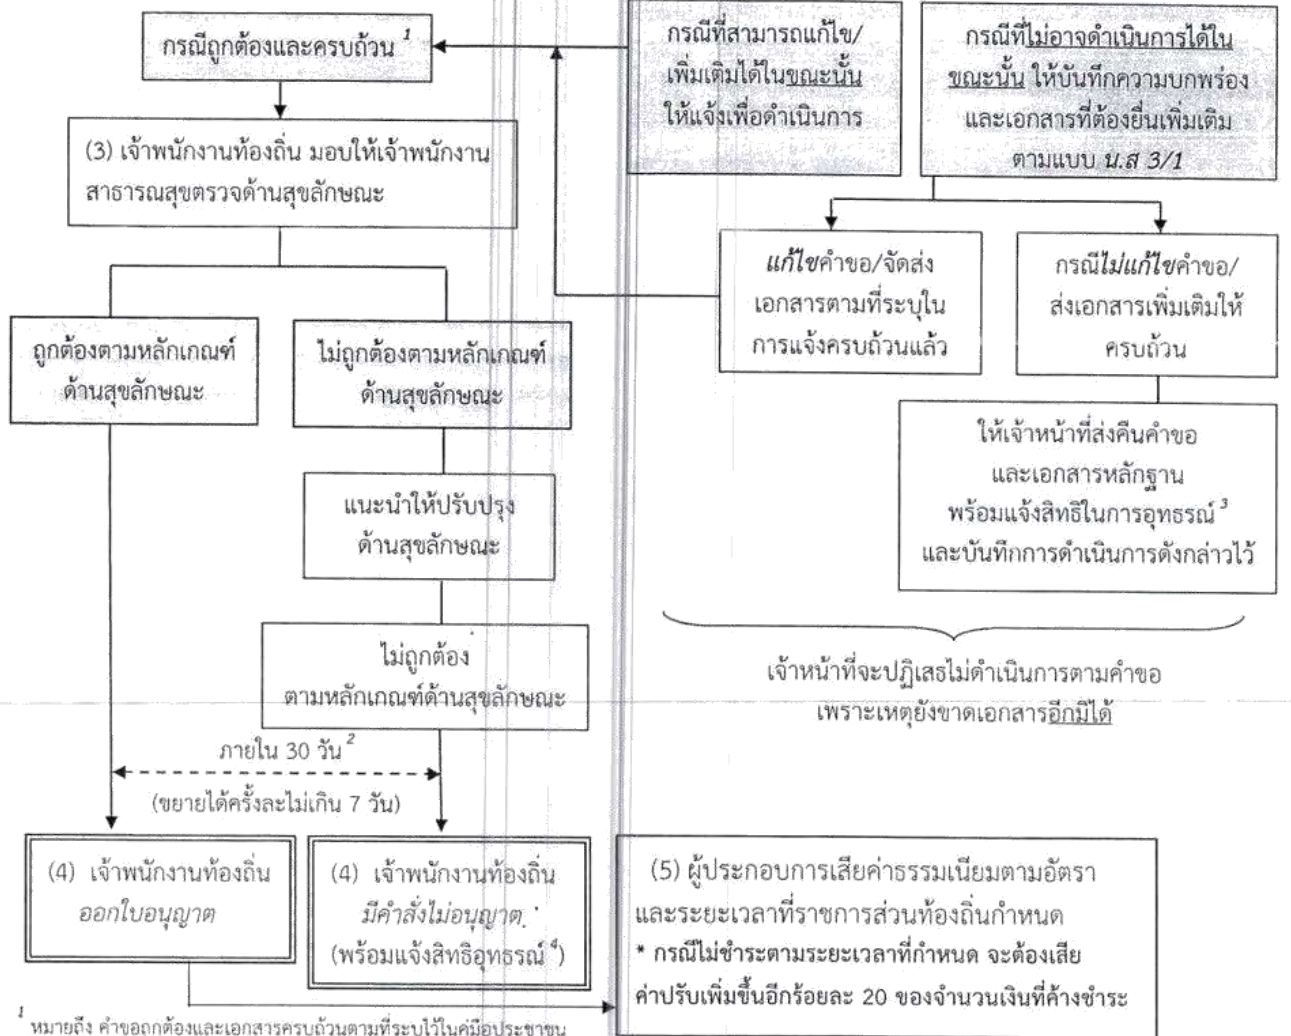 กรณีถูกต้องและครบถ้วน 1
กรณีที่สามารถแก้ไข/
เพิ่มเติมได้ในขณะนั้น
ให้แจ้งเพื่อดำเนินการ
กรณีที่ไม่อาจดำเนินการได้ใน
ขณะนั้น ให้บันทึกความบกพร่อง
และเอกสารที่ต้องยื่นเพิ่มเติม
ตามแบบ น.ส 3/1
(3) เจ้าพนักงานท้องถิ่น มอบให้เจ้าพนักงาน
สาธารณสุขตรวจด้านสุขลักษณะ
แก้ไขคำขอ/จัดส่ง
เอกสารตามที่ระบุใน
การแจ้งครบถ้วนแล้ว
กรณีไม่แก้ไขคำขอ/
ส่งเอกสารเพิ่มเติมให้
ครบถ้วน
ถูกต้องตามหลักเกณฑ์
ด้านสุขลักษณะ
ไม่ถูกต้องตามหลักเกณฑ์
ด้านสุขลักษณะ
ให้เจ้าหน้าที่ส่งคืนคำขอ
และเอกสารหลักฐาน
พร้อมแจ้งสิทธิในการอุทธรณ์ 3
และบันทึกการดำเนินการดังกล่าวไว้
แนะนำให้ปรับปรุง
ด้านสุขลักษณะ
ไม่ถูกต้อง
ตามหลักเกณฑ์ด้านสุขลักษณะ
เจ้าหน้าที่จะปฏิเสธไม่ดำเนินการตามคำขอ
เพราะเหตุยังขาดเอกสารอีกมิได้
ภายใน 30 วัน 2
(ขยายได้ครั้งละไม่เกิน 7 วัน)
(4) เจ้าพนักงานท้องถิ่น
ออกใบอนุญาต
(4) เจ้าพนักงานท้องถิ่น
มีคำสั่งไม่อนุญาต
(พร้อมแจ้งสิทธิอุทธรณ์ 4)
(5) ผู้ประกอบการเสียค่าธรรมเนียมตามอัตรา
และระยะเวลาที่ราชการส่วนท้องถิ่นกำหนด
* กรณีไม่ชำระตามระยะเวลาที่กำหนด จะต้องเสีย
ค่าปรับเพิ่มขึ้นอีกร้อยละ 20 ของจำนวนเงินที่ค้างชำระ
1 หมายถึง คำขอถูกต้องและเอกสารครบถ้วนตามที่ระบุไว้ในคู่มือประชาชน